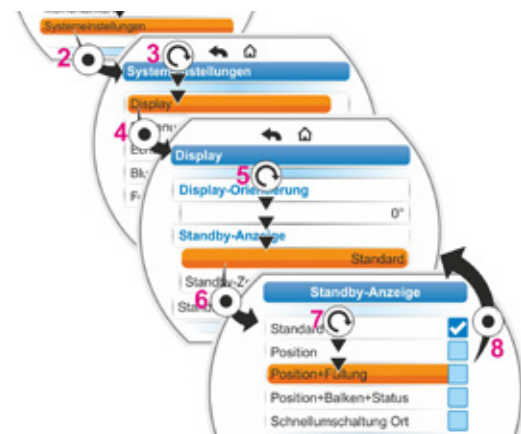 Systemeinstellungen
2
3
Systemeinstellungen
Display
4
Display
5
Display-Orientierung
0°
Standby-Anzeige
Standard
6
Standby-Anzeige
7
Standard
8
Position
Position+Füllung
Position+Balken+Status
Schnellumschaltung Ort